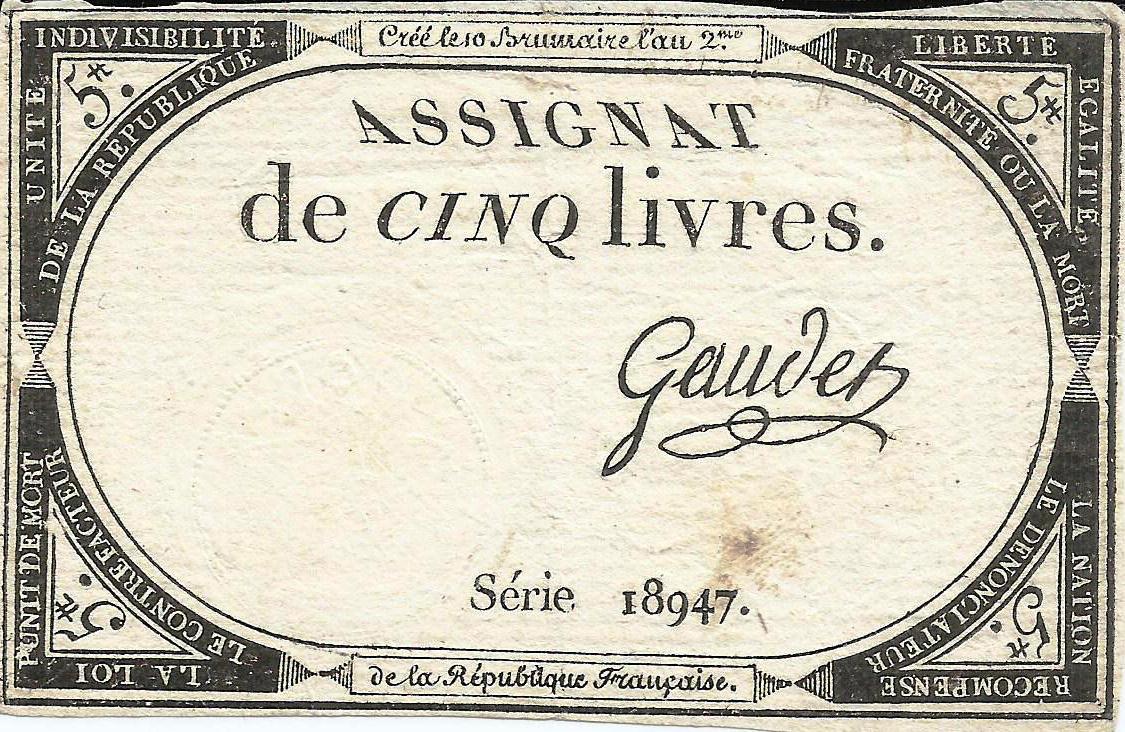 UNITÉ
INDIVISIBILITÉ
DE LA RÉPUBLIQUE
5₶.
Créé le 10 Brumaire l'an 2.me
LIBERTÉ
EGALITÉ,
FRATERNITÉ OU LA MORT
5₶.
ASSIGNAT
de CINQ livres.
Gaudet
Série 18947.
LA LOI
PUNIT DE MORT
LE CONTREFACTEUR
5₶.
de la République Française.
LA NATION
RECOMPENSE
LE DENONCIATEUR
5₶.